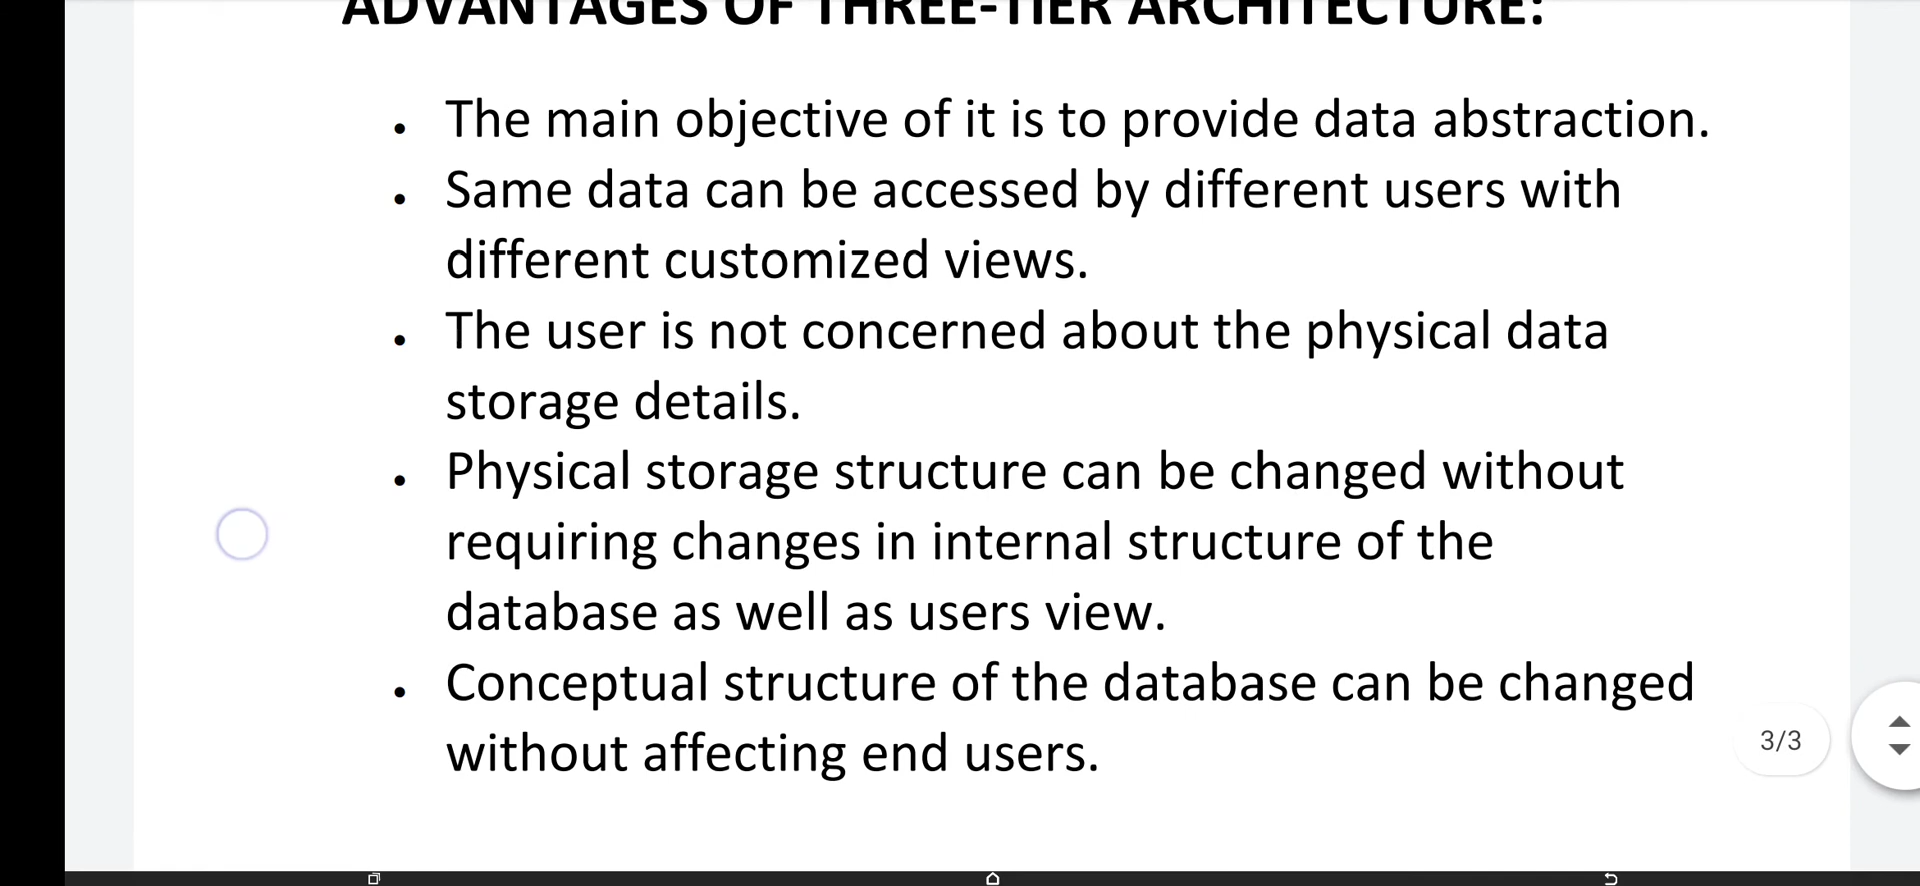 ADVANTAGES OF THREE-TIER ARCHITECTURE:
• The main objective of it is to provide data abstraction.
• Same data can be accessed by different users with
different customized views.
• The user is not concerned about the physical data
storage details.
• Physical storage structure can be changed without
requiring changes in internal structure of the
database as well as users view.
• Conceptual structure of the database can be changed
without affecting end users.
3/3